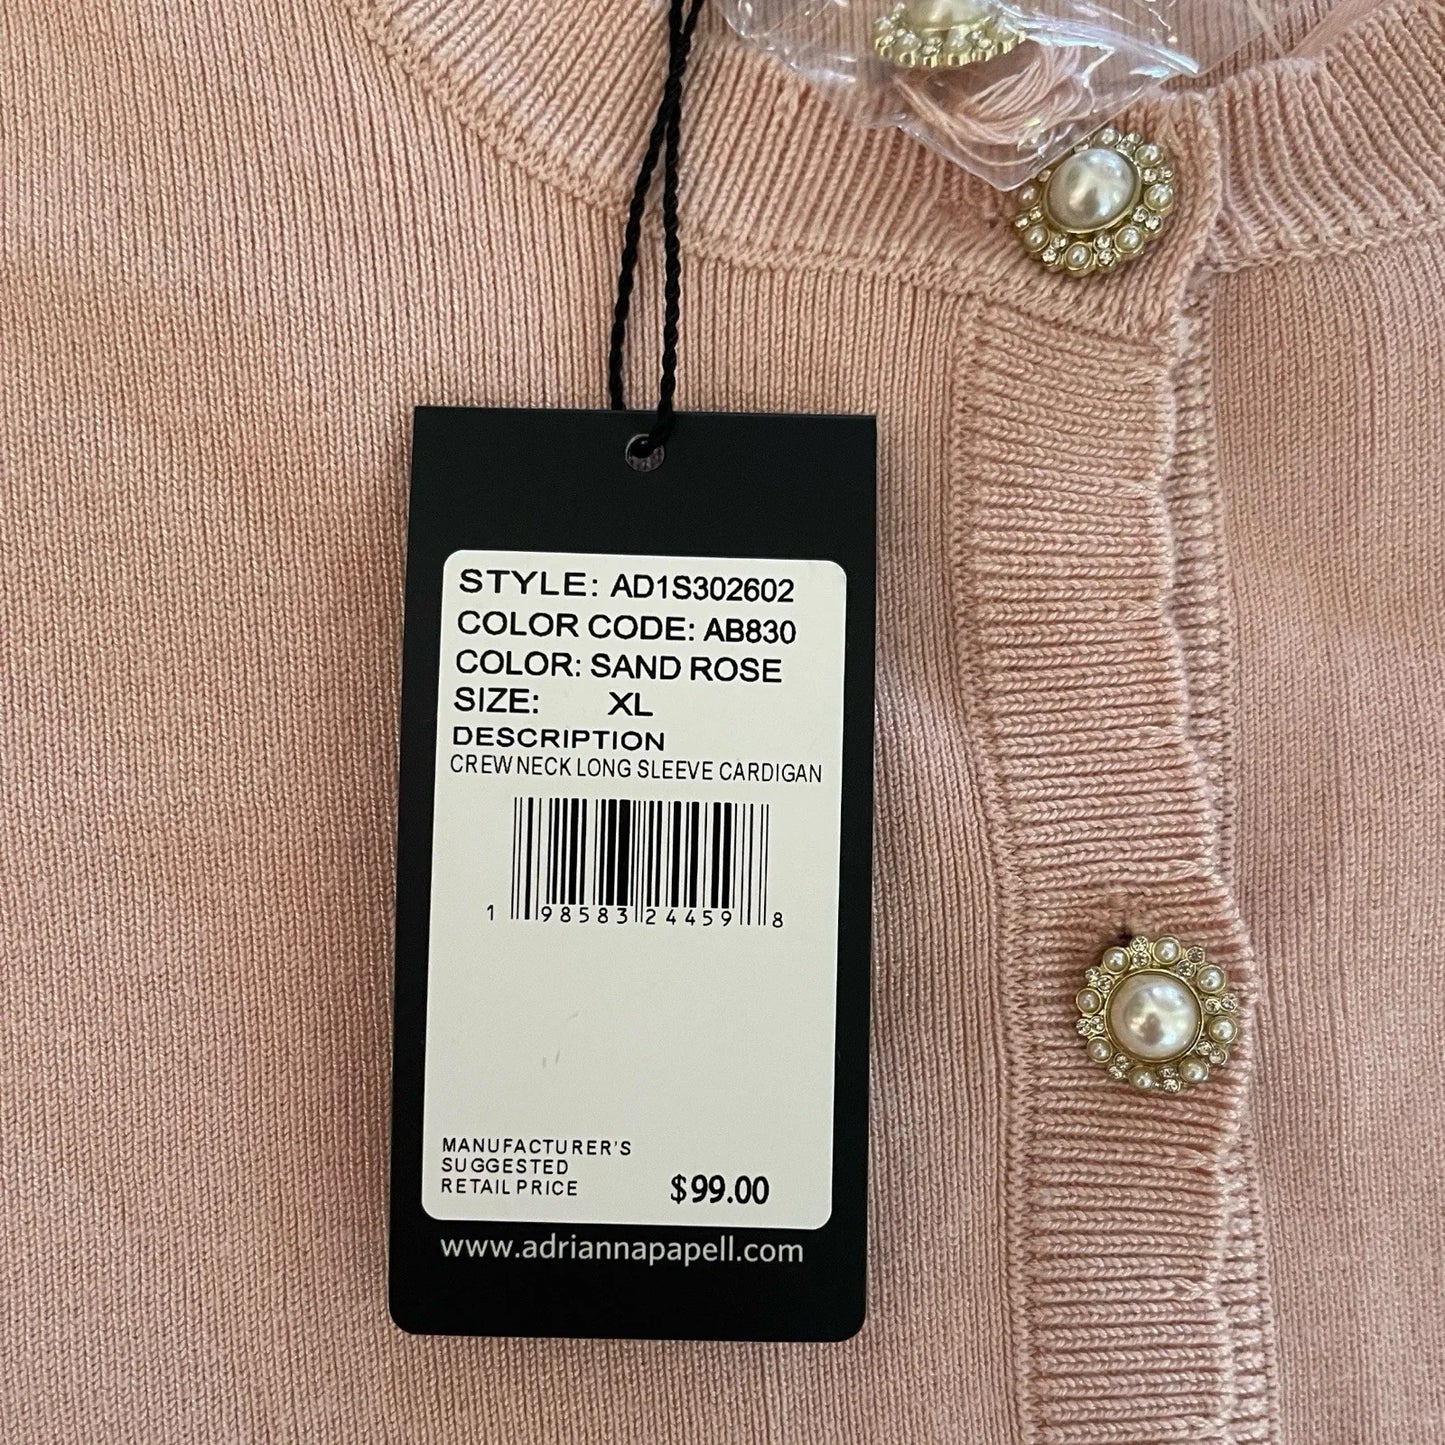 STYLE: AD1S302602
COLOR CODE: AB830
COLOR: SAND ROSE
SIZE: XL
DESCRIPTION
CREW NECK LONG SLEEVE CARDIGAN
1 98583 24459 8
MANUFACTURER'S
SUGGESTED
RETAIL PRICE $99.00
www.adriannapapell.com